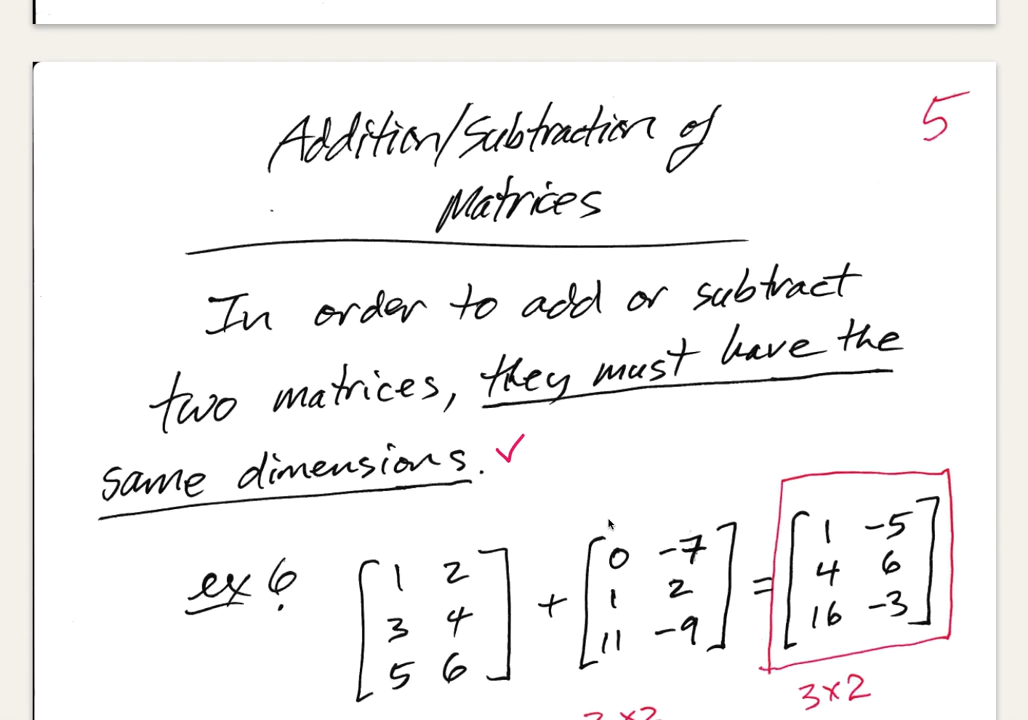 5
Addition/Subtraction of
Matrices
In order to add or subtract
two matrices, they must have the
same dimensions. ✓
ex 6. [1 2 + [0 -7 = [1 -5
3 4 1 2 4 6
5 6] 11 -9] 16 -3]
3x2